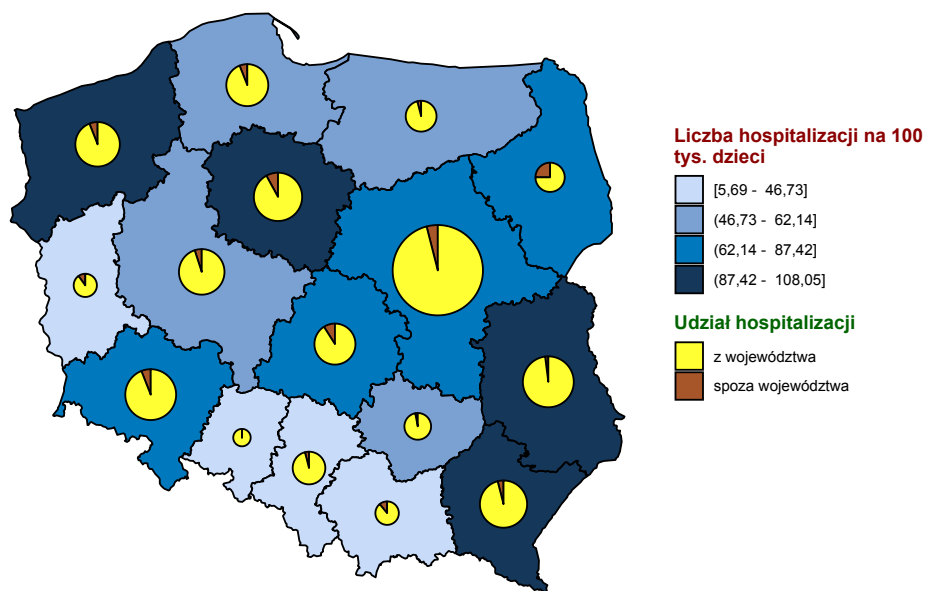 Liczba hospitalizacji na 100
tys. dzieci
[5,69 - 46,73]
(46,73 - 62,14]
(62,14 - 87,42]
(87,42 - 108,05]
Udział hospitalizacji
z województwa
spoza województwa